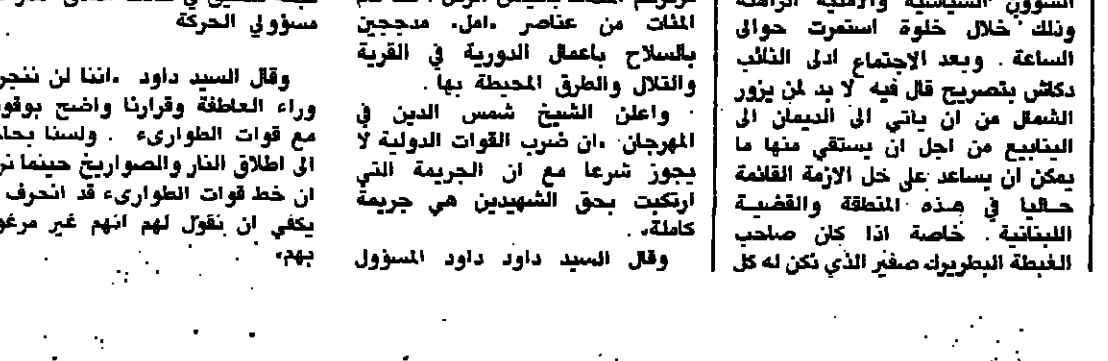 الشؤون السياسية والامنية الراهنة
وذلك خلال خلوة استمرت حوالى
الساعة . وبعد الاجتماع ادلى النائب
دكاش بتصريح قال فيه لا بد لمن يزور
الشمال من ان ياتي الى الديمان الى
الينابيع من اجل ان يستقي منها ما
يمكن ان يساعد على حل الازمة القائمة
حاليا في هذه المنطقة والقضية
اللبنانية . خاصة اذا كان صاحب
الغبطة البطريرك صفير الذي نكن له كل
المئات من عناصر «امل» مدججين
بالسلاح باعمال الدورية في القرية
والتلال والطرق المحيطة بها .
واعلن الشيخ شمس الدين في
المهرجان «ان ضرب القوات الدولية لا
يجوز شرعا مع ان الجريمة التي
ارتكبت بحق الشهيدين هي جريمة
كاملة» .
وقال السيد داود داود المسؤول
مسؤولي الحركة
وقال السيد داود «اننا لن ننجر
وراء العاطفة وقرارنا واضح
مع قوات الطوارىء . ولسنا
الى اطلاق النار والصواريخ حينما
ان خط قوات الطوارىء قد انحرف
يكفي ان نقول لهم انهم غير
بهم»